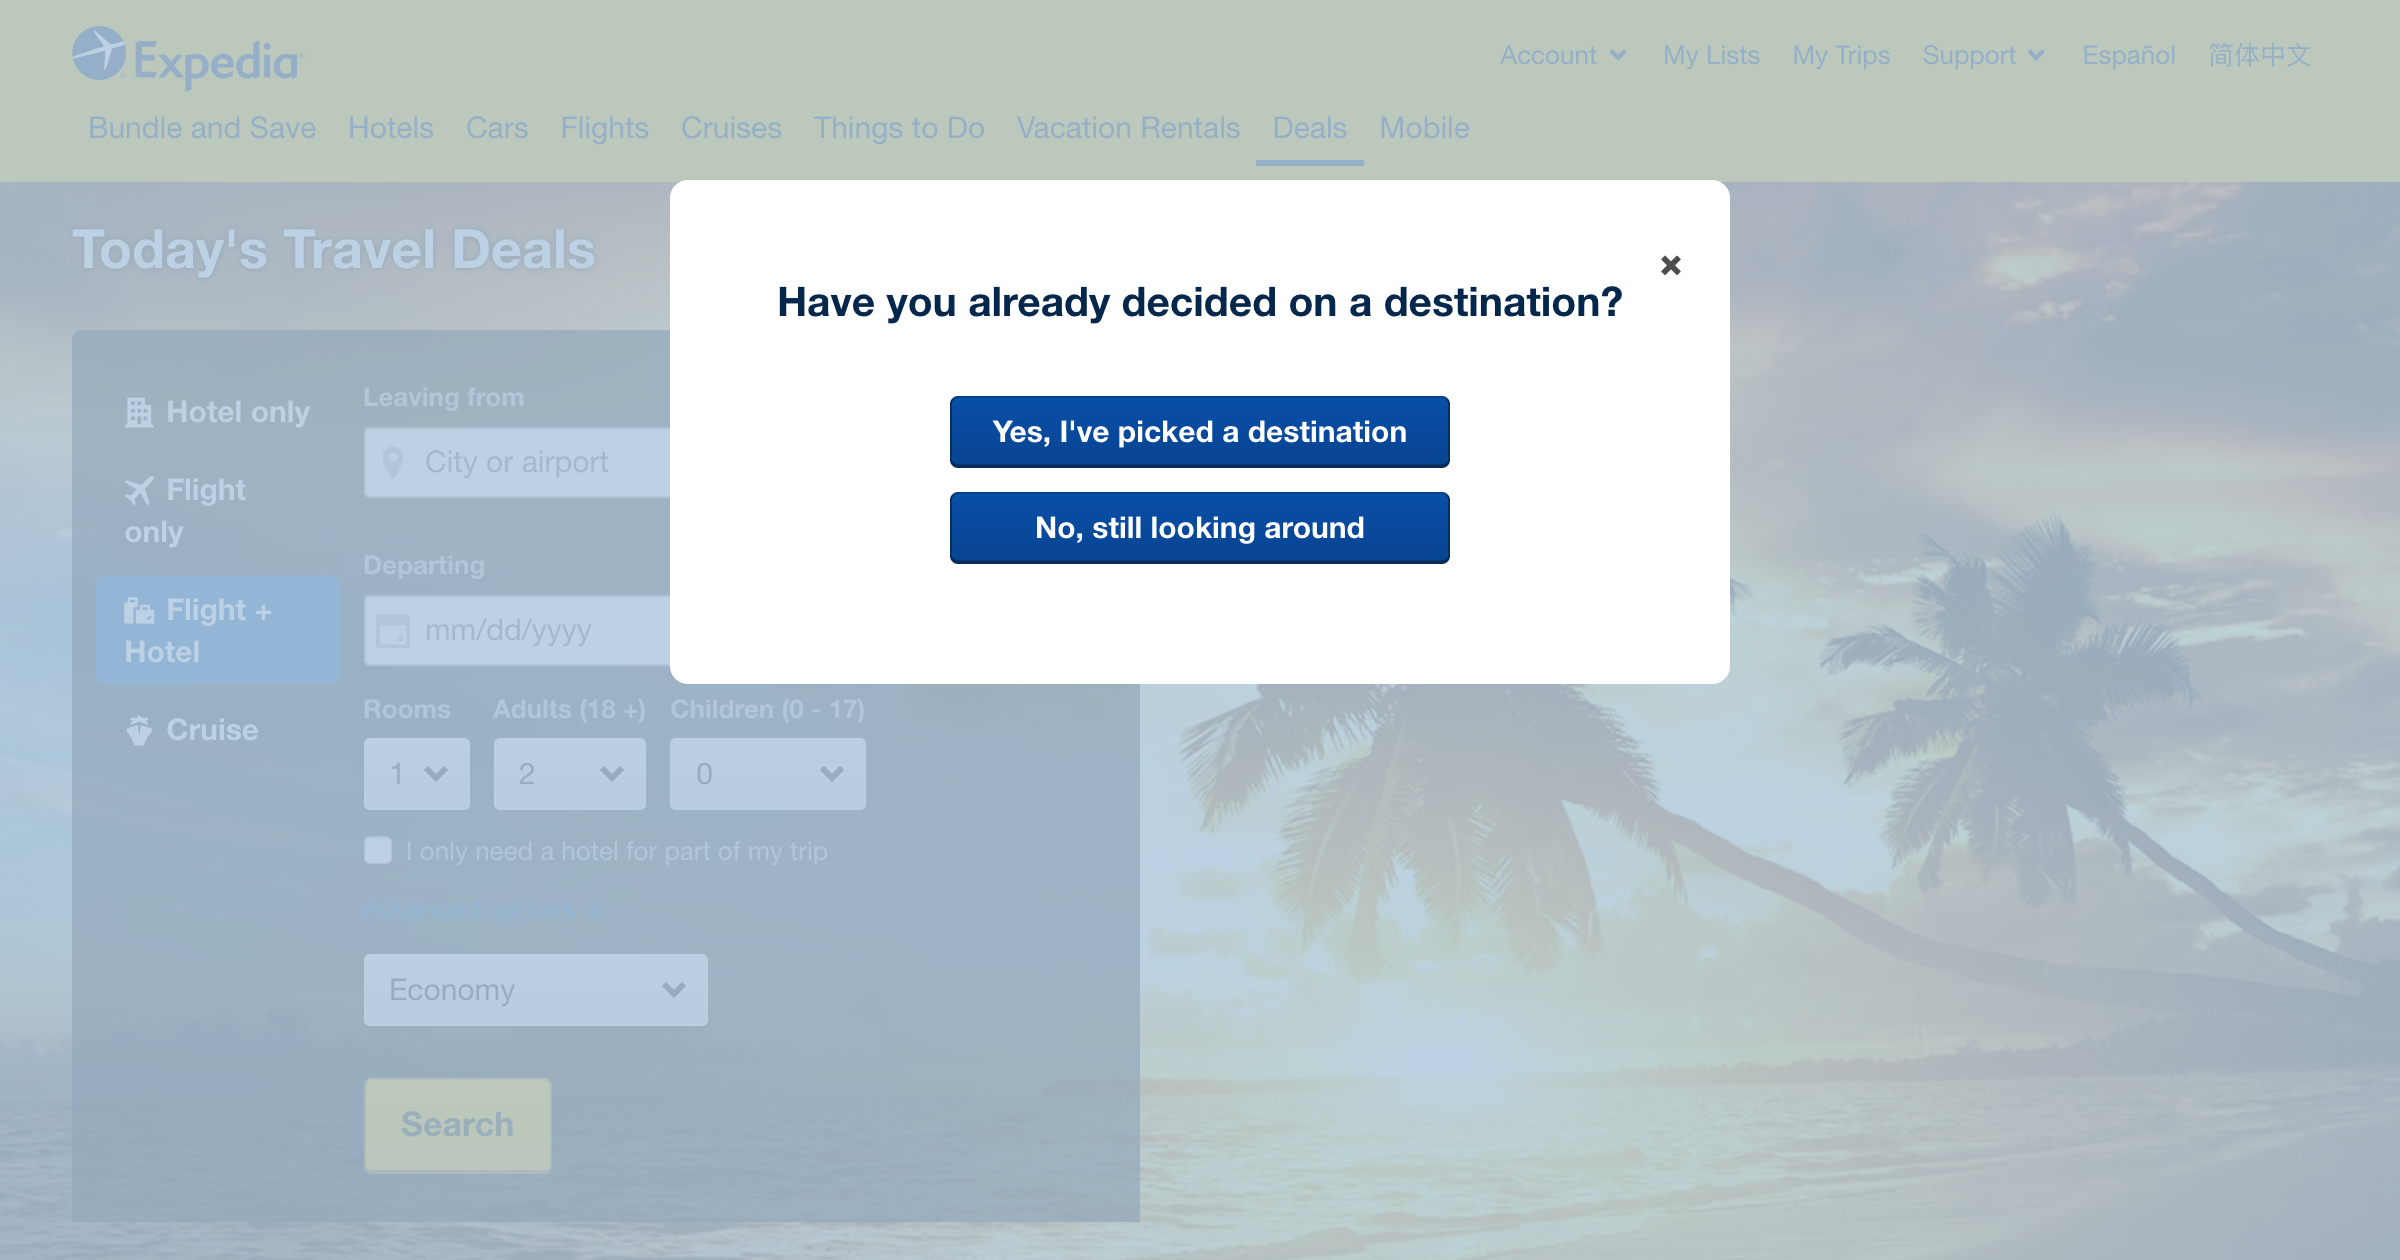 Expedia
Account
My Lists
My Trips
Support
Español
简体中文
Bundle and Save
Hotels
Cars
Flights
Cruises
Things to Do
Vacation Rentals
Deals
Mobile
Today's Travel Deals
Have you already decided on a destination?
Yes, I've picked a destination
No, still looking around
Hotel only
Flight
only
Flight +
Hotel
Cruise
Leaving from
City or airport
Departing
mm/dd/yyyy
Rooms
Adults (18 +)
Children (0 - 17)
1
2
0
I only need a hotel for part of my trip
Advanced options
Economy
Search